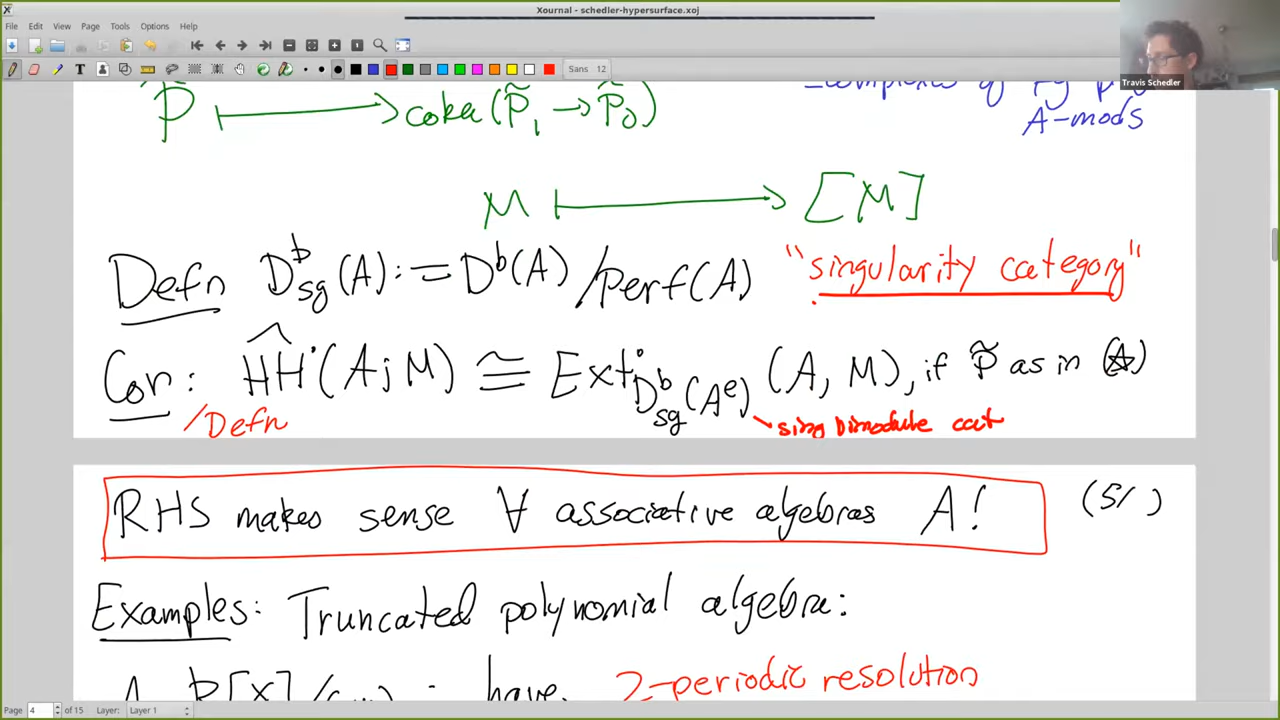 Xournal - schedler-hypersurface.xoj
File Edit View Page Tools Options Help
Sans 12
Travis Schedler
P̃ ⟼ coker(P̃₁ → P̃₀)
complexes of fg
A-mods
M ⟼ [M]
Defn D^b_sg(A) := D^b(A)/perf(A) "singularity category"
Cor: ĤH^•(A; M) ≅ Ext^•_{D^b_sg(A^e)}(A, M), if P̃ as in (☆)
/Defn sing bimodule cat
RHS makes sense ∀ associative algebras A! (5/ )
Examples: Truncated polynomial algebra:
have 2-periodic resolution
Page 4 of 15 Layer: Layer 1